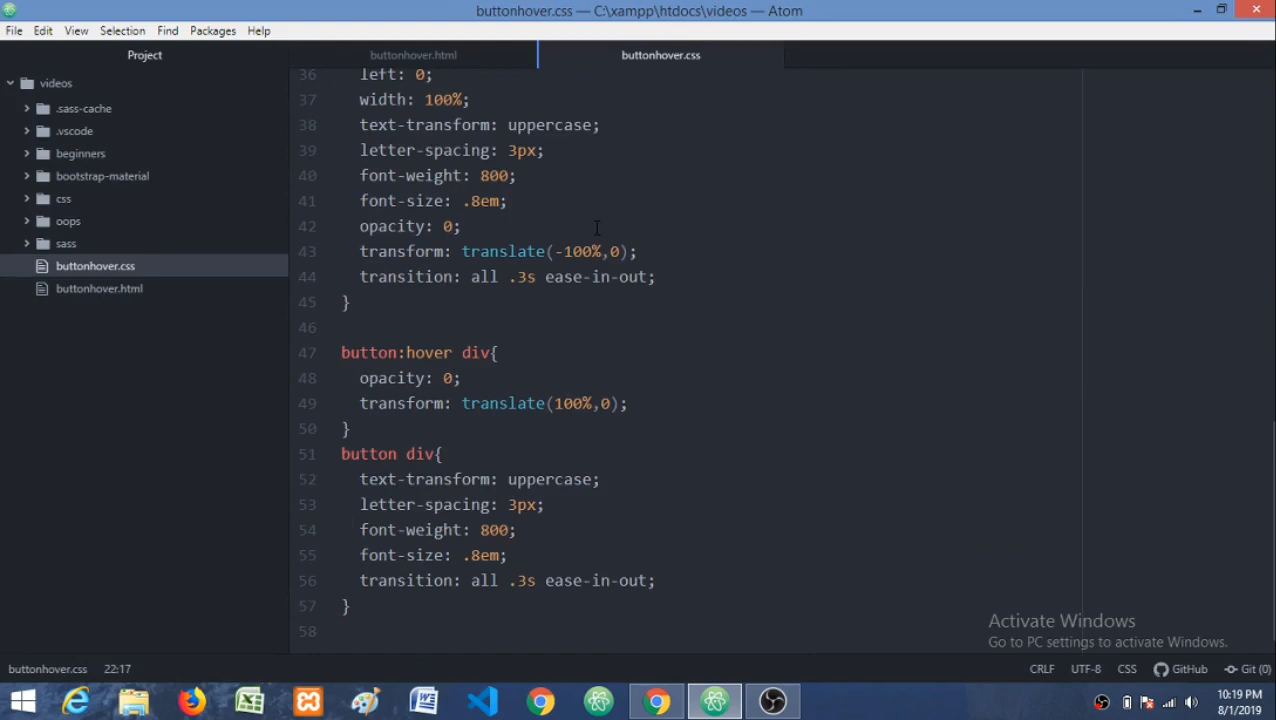 buttonhover.css — C:\xampp\htdocs\videos — Atom
File Edit View Selection Find Packages Help
Project
buttonhover.html
buttonhover.css
videos
.sass-cache
.vscode
beginners
bootstrap-material
css
oops
sass
buttonhover.css
buttonhover.html
36 left: 0;
37 width: 100%;
38 text-transform: uppercase;
39 letter-spacing: 3px;
40 font-weight: 800;
41 font-size: .8em;
42 opacity: 0;
43 transform: translate(-100%,0);
44 transition: all .3s ease-in-out;
45 }
46
47 button:hover div{
48 opacity: 0;
49 transform: translate(100%,0);
50 }
51 button div{
52 text-transform: uppercase;
53 letter-spacing: 3px;
54 font-weight: 800;
55 font-size: .8em;
56 transition: all .3s ease-in-out;
57 }
58
Activate Windows
Go to PC settings to activate Windows.
buttonhover.css 22:17 CRLF UTF-8 CSS GitHub Git (0)
10:19 PM
8/1/2019